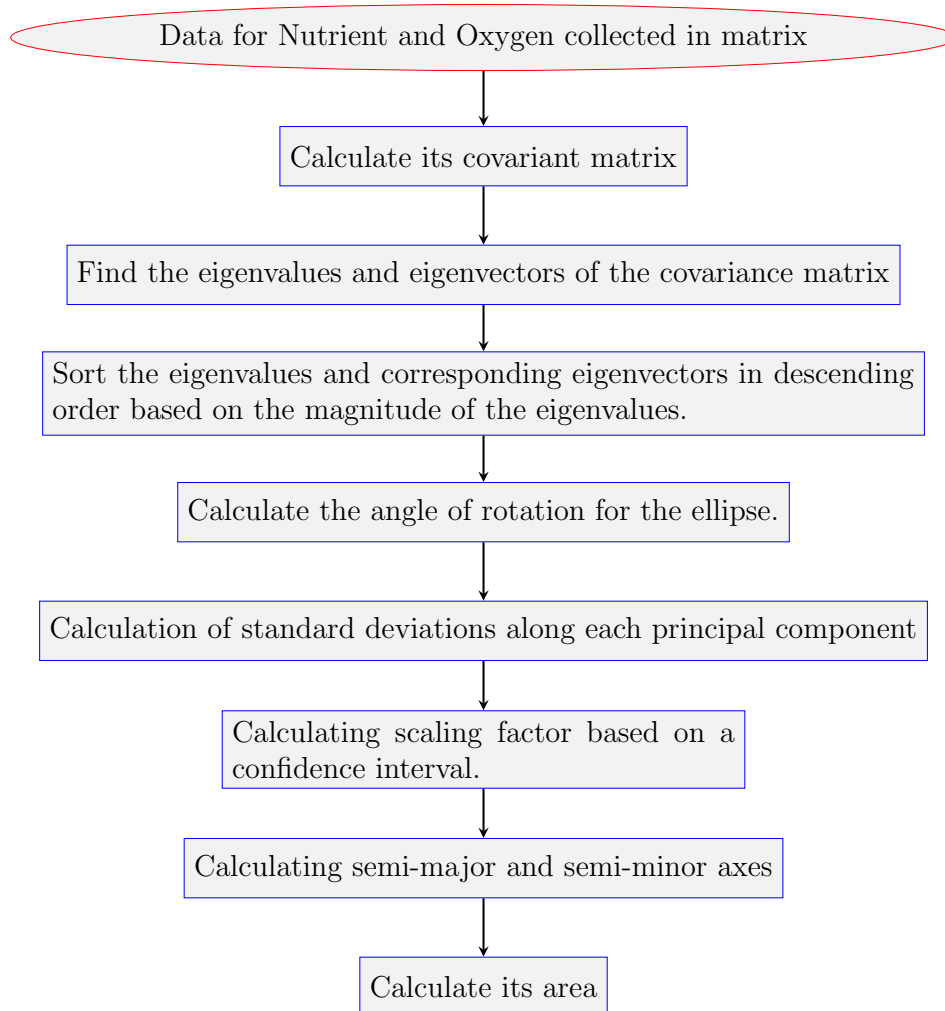 Data for Nutrient and Oxygen collected in matrix
Calculate its covariant matrix
Find the eigenvalues and eigenvectors of the covariance matrix
Sort the eigenvalues and corresponding eigenvectors in descending
order based on the magnitude of the eigenvalues.
Calculate the angle of rotation for the ellipse.
Calculation of standard deviations along each principal component
Calculating scaling factor based on a
confidence interval.
Calculating semi-major and semi-minor axes
Calculate its area